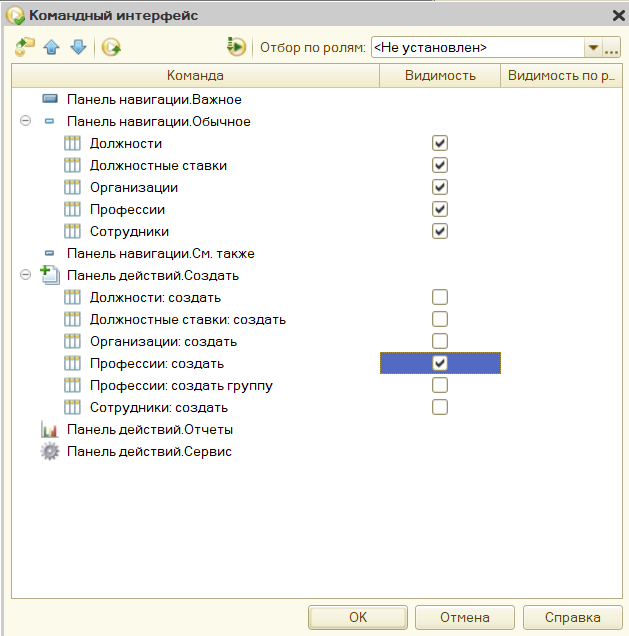 Командный интерфейс
Отбор по ролям: <Не установлен> ...
Команда Видимость Видимость по р...
Панель навигации.Важное
Панель навигации.Обычное
Должности
Должностные ставки
Организации
Профессии
Сотрудники
Панель навигации.См. также
Панель действий.Создать
Должности: создать
Должностные ставки: создать
Организации: создать
Профессии: создать
Профессии: создать группу
Сотрудники: создать
Панель действий.Отчеты
Панель действий.Сервис
OK Отмена Справка